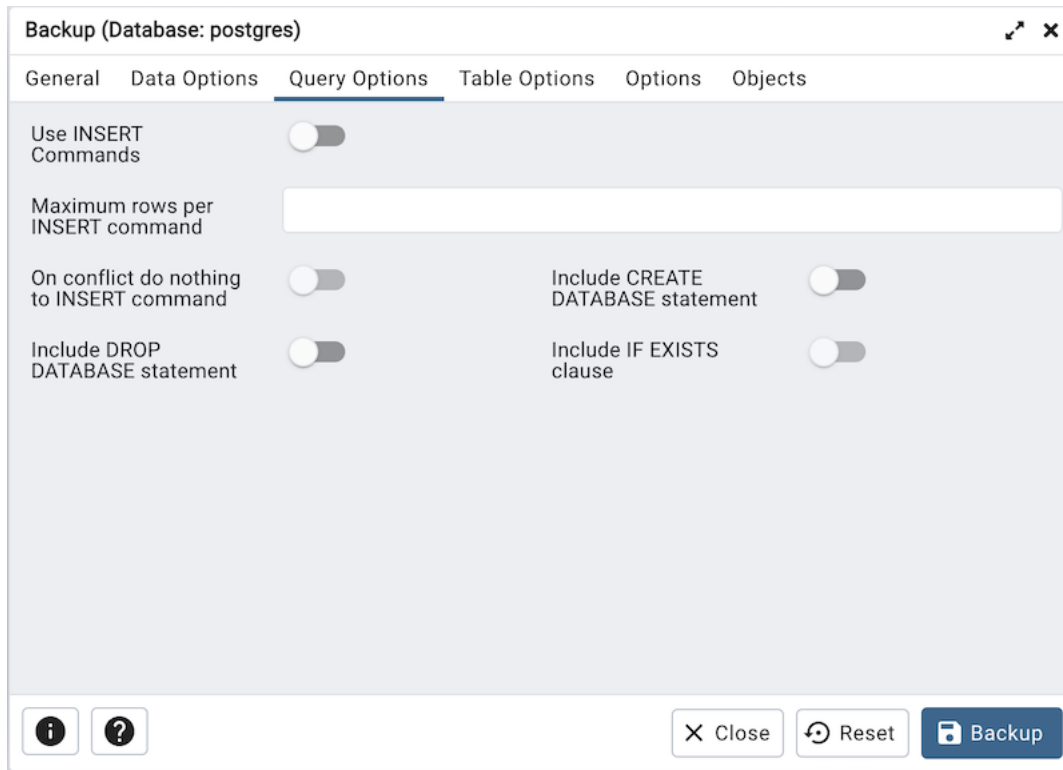 Backup (Database: postgres)
General Data Options Query Options Table Options Options Objects
Use INSERT
Commands
Maximum rows per
INSERT command
On conflict do nothing
to INSERT command
Include CREATE
DATABASE statement
Include DROP
DATABASE statement
Include IF EXISTS
clause
Close Reset Backup